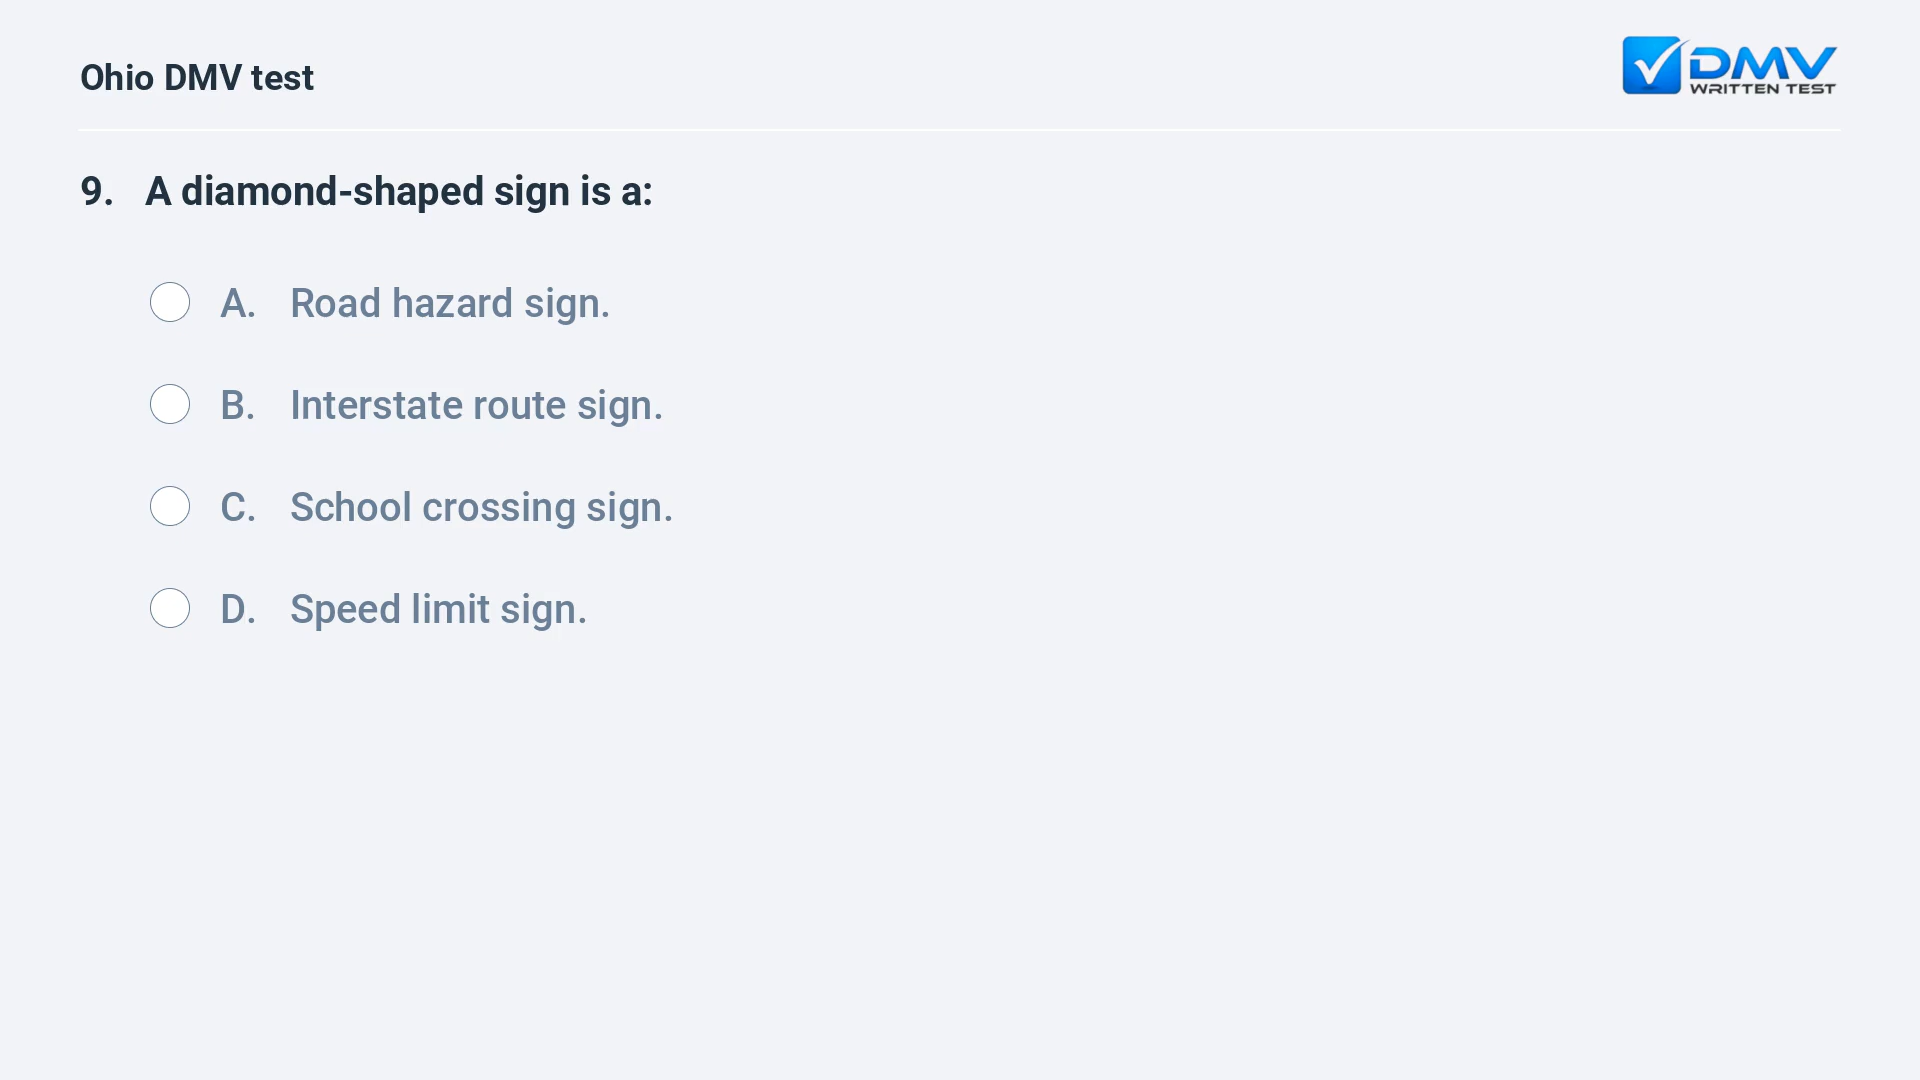 Ohio DMV test
DMV
WRITTEN TEST
9. A diamond-shaped sign is a:
A. Road hazard sign.
B. Interstate route sign.
C. School crossing sign.
D. Speed limit sign.